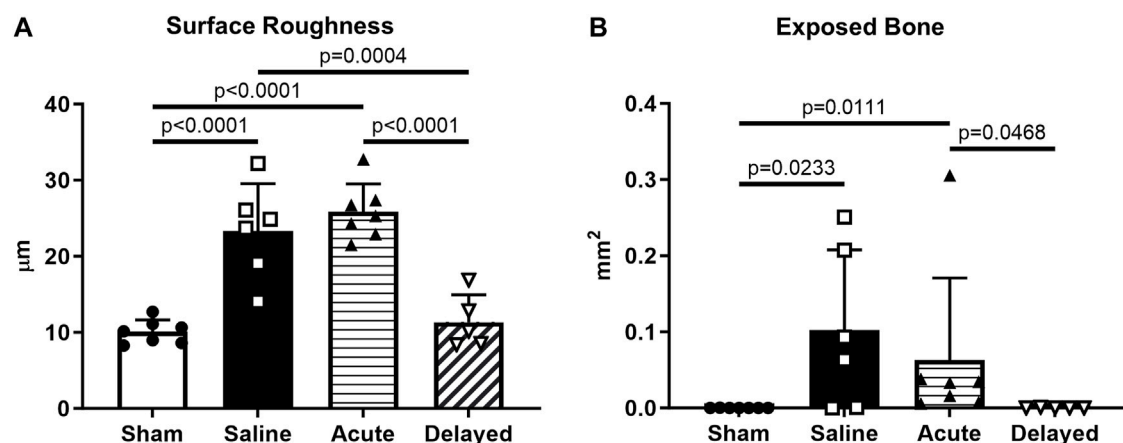 A
Surface Roughness
p=0.0004
p<0.0001
p<0.0001
p<0.0001
40
30
20
10
0
μm
Sham Saline Acute Delayed
B
Exposed Bone
p=0.0111
p=0.0468
p=0.0233
0.4
0.3
0.2
0.1
0.0
mm²
Sham Saline Acute Delayed